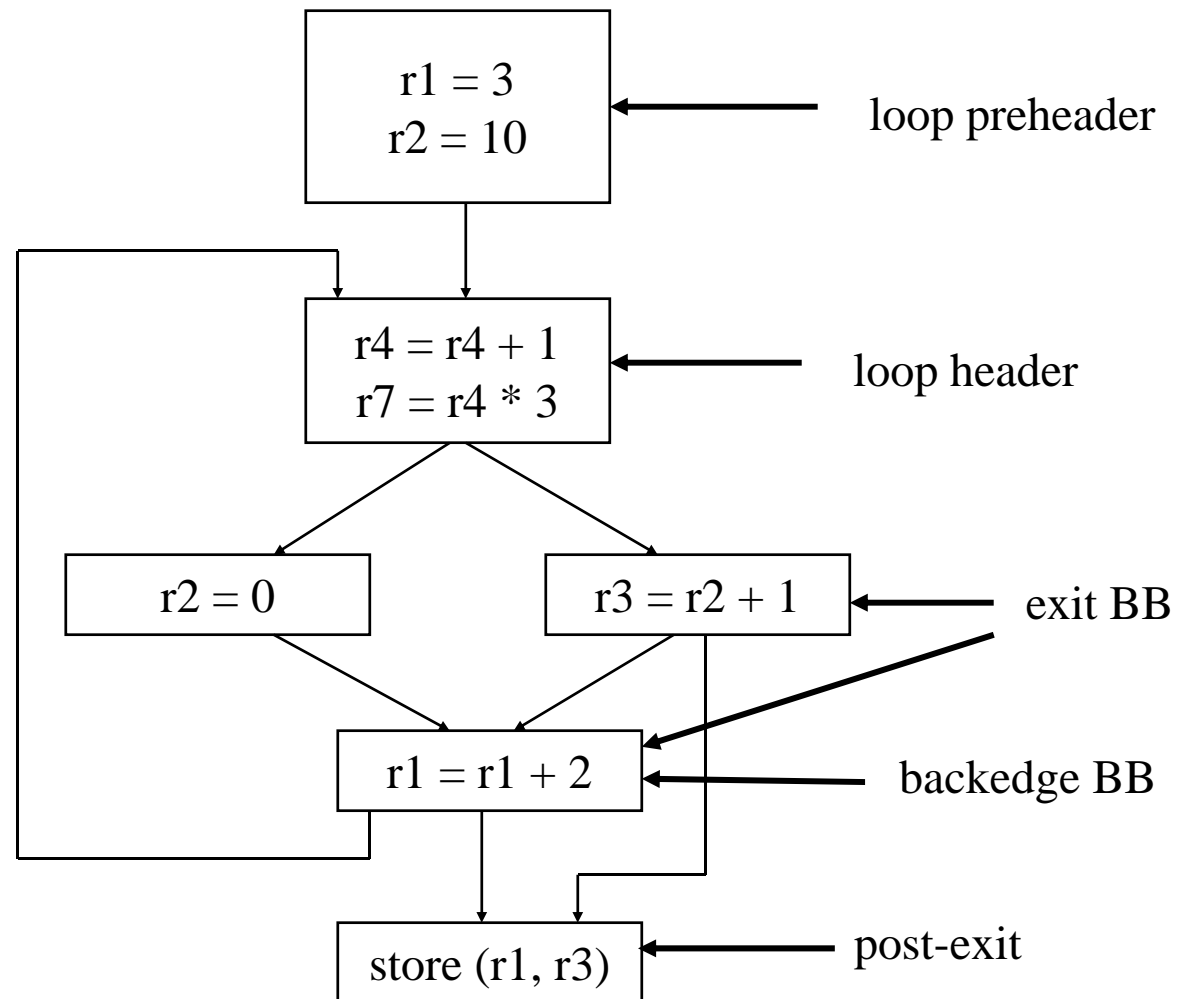 r1 = 3
r2 = 10
loop preheader
r4 = r4 + 1
r7 = r4 * 3
loop header
r2 = 0
r3 = r2 + 1
exit BB
r1 = r1 + 2
backedge BB
store (r1, r3)
post-exit